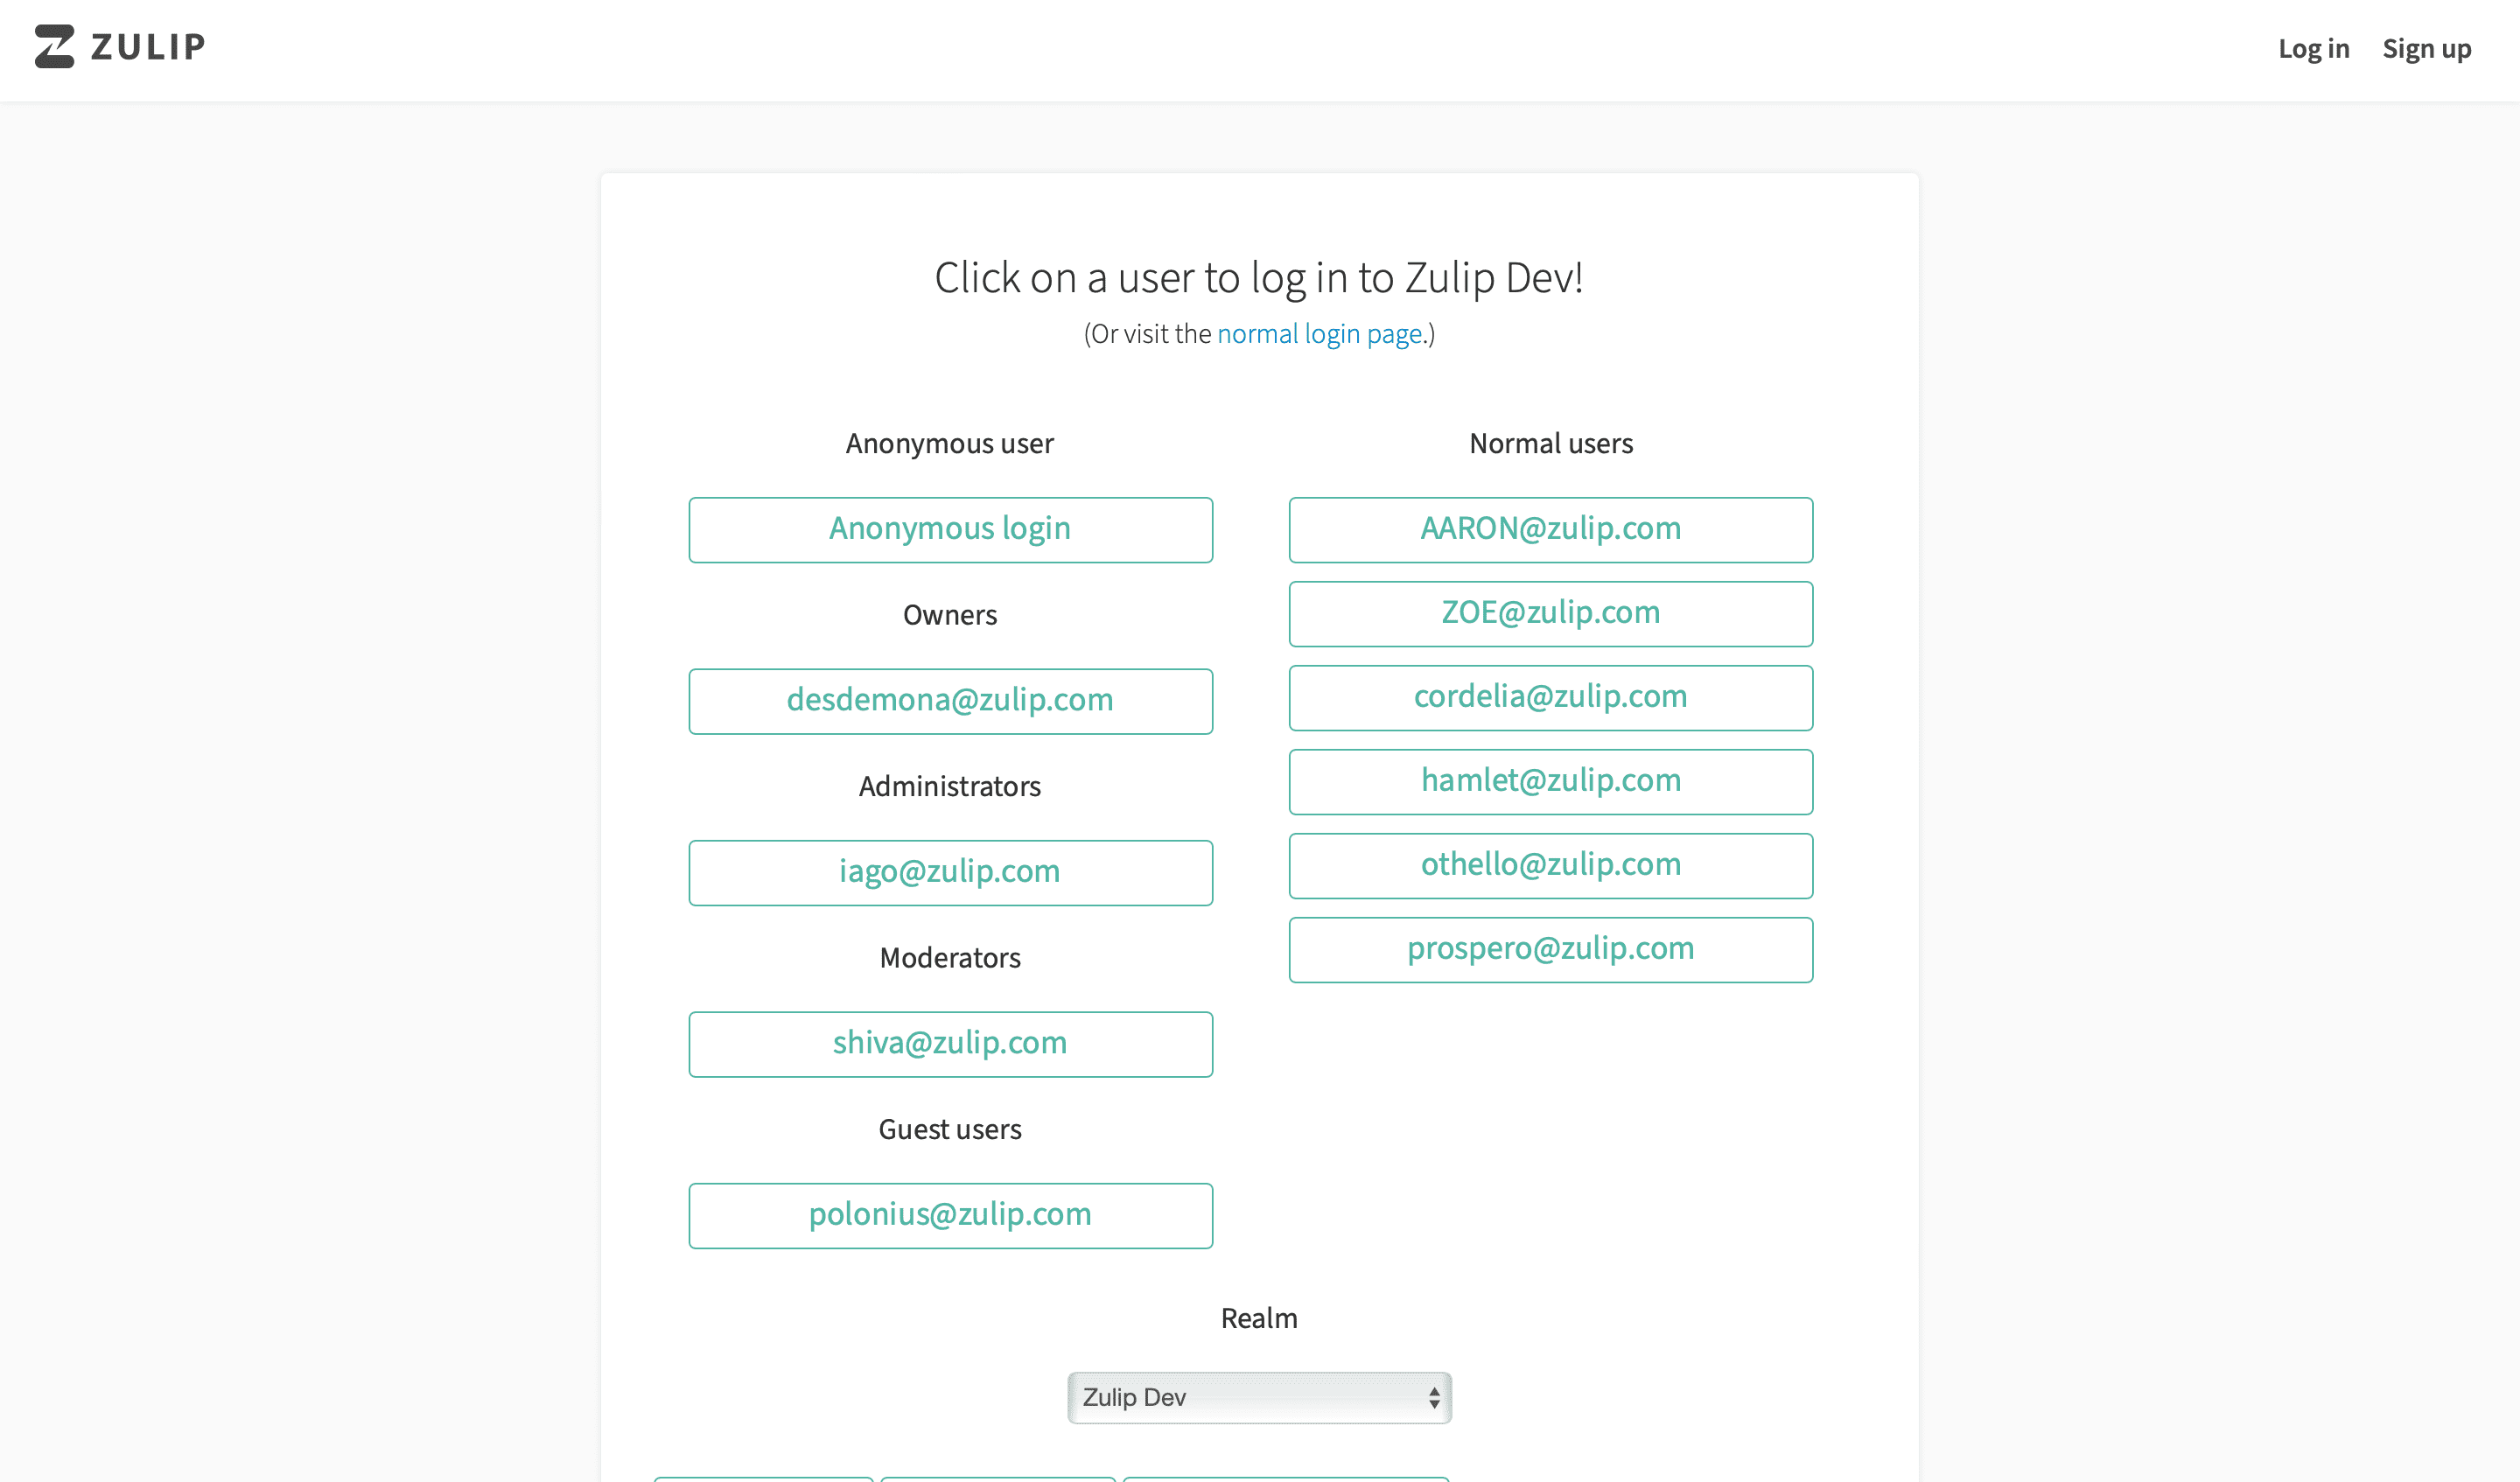 ZULIP
Log in
Sign up
Click on a user to log in to Zulip Dev!
(Or visit the normal login page.)
Anonymous user
Anonymous login
Owners
desdemona@zulip.com
Administrators
iago@zulip.com
Moderators
shiva@zulip.com
Guest users
polonius@zulip.com
Normal users
AARON@zulip.com
ZOE@zulip.com
cordelia@zulip.com
hamlet@zulip.com
othello@zulip.com
prospero@zulip.com
Realm
Zulip Dev